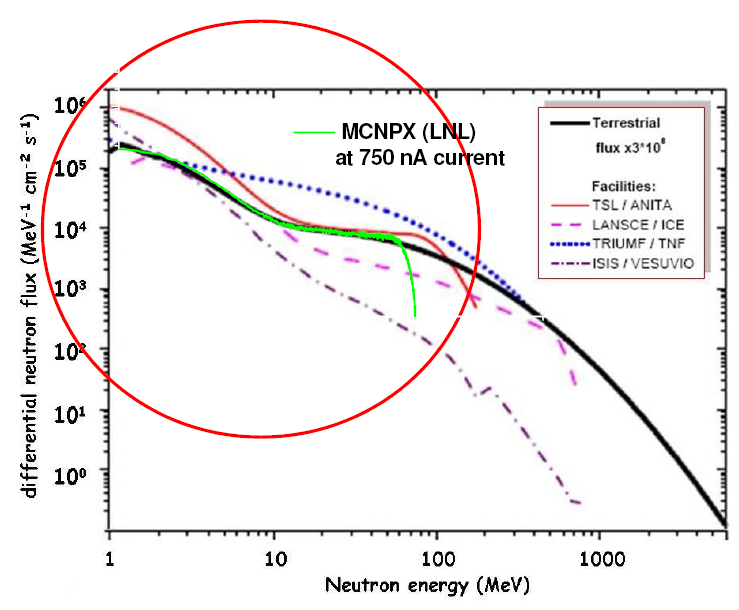 MCNPX (LNL)
at 750 nA current
Terrestrial
flux x3*10⁸
Facilities:
TSL / ANITA
LANSCE / ICE
TRIUMF / TNF
ISIS / VESUVIO
differential neutron flux (MeV⁻¹ cm⁻² s⁻¹)
10⁶
10⁵
10⁴
10³
10²
10¹
10⁰
1 10 100 1000
Neutron energy (MeV)